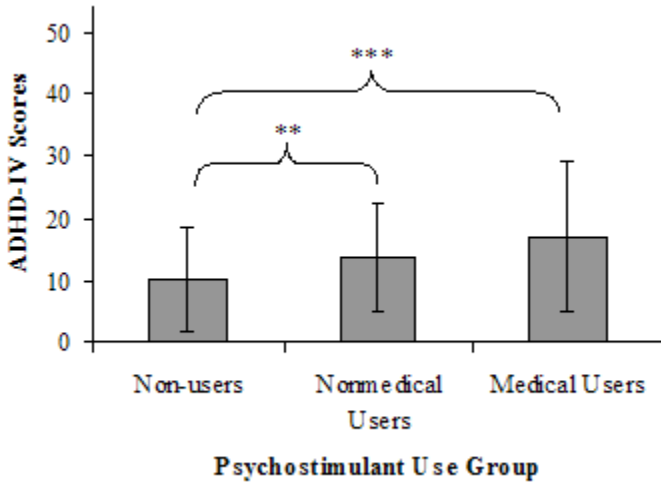 50
40
30
20
10
0
ADHD-IV Scores
***
**
Non-users
Nonmedical
Users
Medical Users
Psychostimulant Use Group